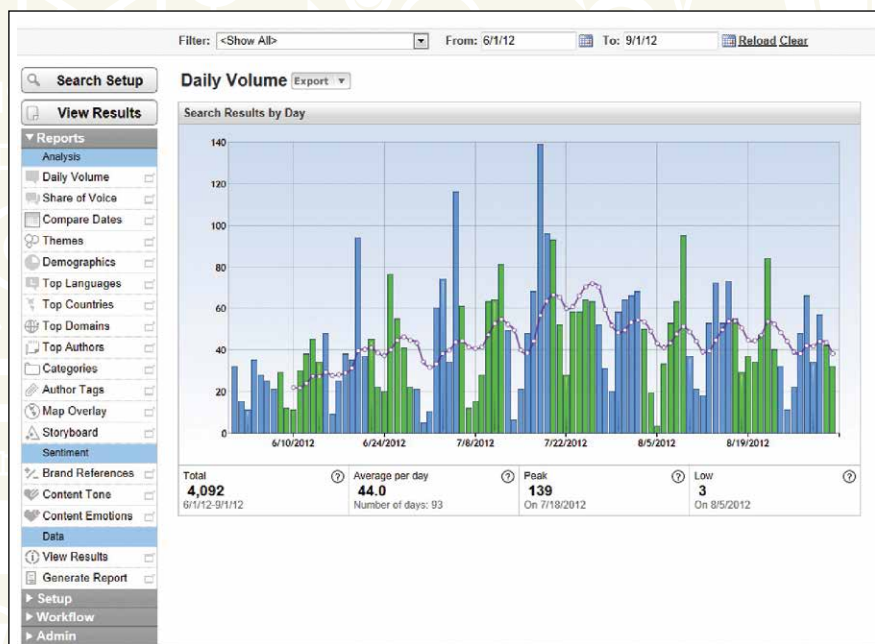 Filter: <Show All> From: 6/1/12 To: 9/1/12 Reload Clear
Search Setup
View Results
Reports
Analysis
Daily Volume
Share of Voice
Compare Dates
Themes
Demographics
Top Languages
Top Countries
Top Domains
Top Authors
Categories
Author Tags
Map Overlay
Storyboard
Sentiment
Brand References
Content Tone
Content Emotions
Data
View Results
Generate Report
Setup
Workflow
Admin
Daily Volume Export
Search Results by Day
140
120
100
80
60
40
20
0
6/10/2012 6/24/2012 7/8/2012 7/22/2012 8/5/2012 8/19/2012
Total
4,092
6/1/12-9/1/12
Average per day
44.0
Number of days: 93
Peak
139
On 7/18/2012
Low
3
On 8/5/2012